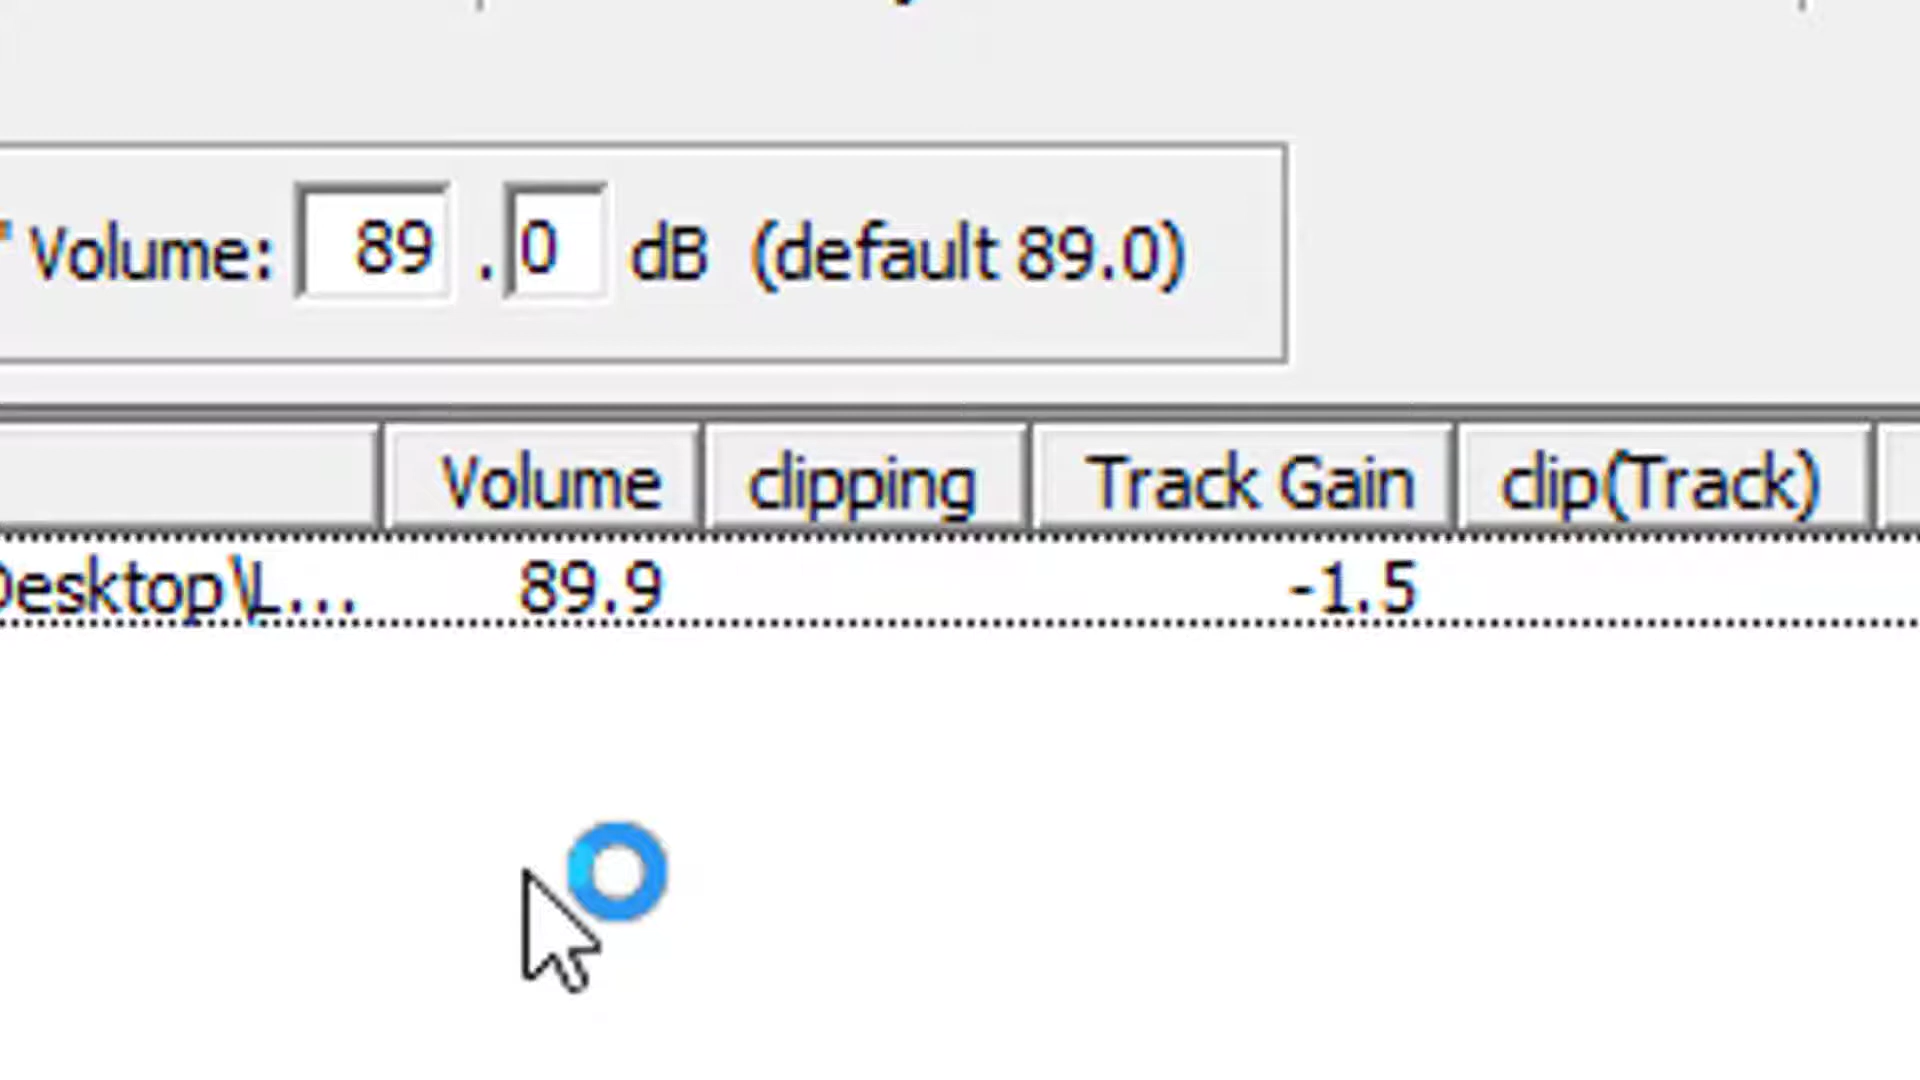 Volume: 89 . 0 dB (default 89.0)
Volume clipping Track Gain clip(Track)
Desktop\L... 89.9 -1.5